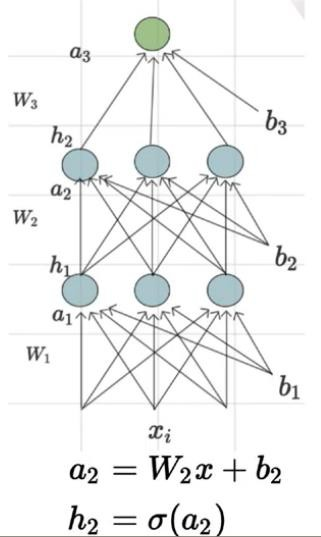 a₃
W₃
b₃
h₂
a₂
W₂
b₂
h₁
a₁
W₁
b₁
xᵢ
a₂ = W₂x + b₂
h₂ = σ(a₂)